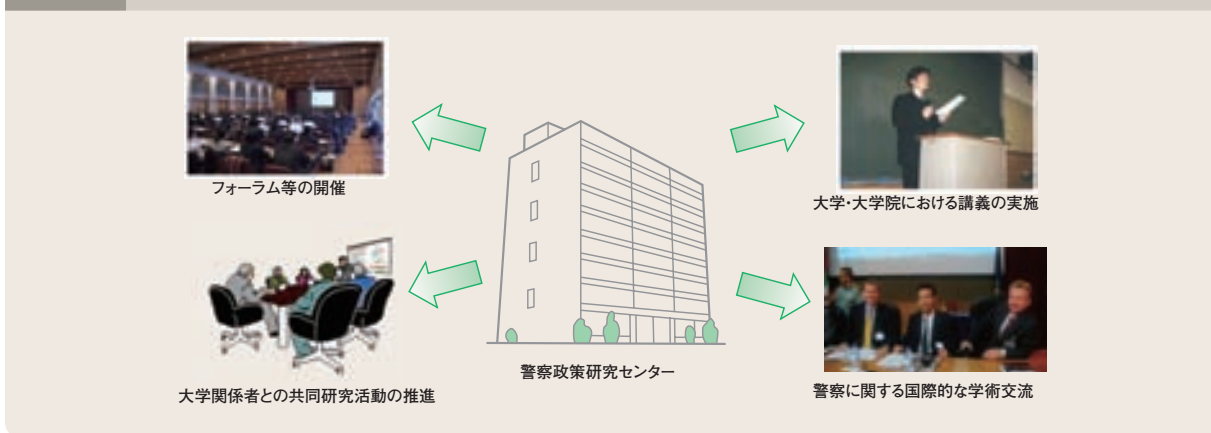 フォーラム等の開催
大学・大学院における講義の実施
警察政策研究センター
大学関係者との共同研究活動の推進
警察に関する国際的な学術交流